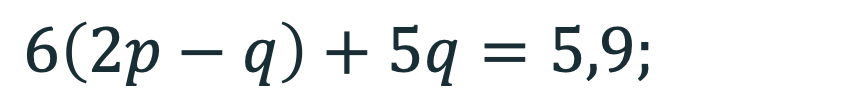 6(2p − q) + 5q = 5,9;